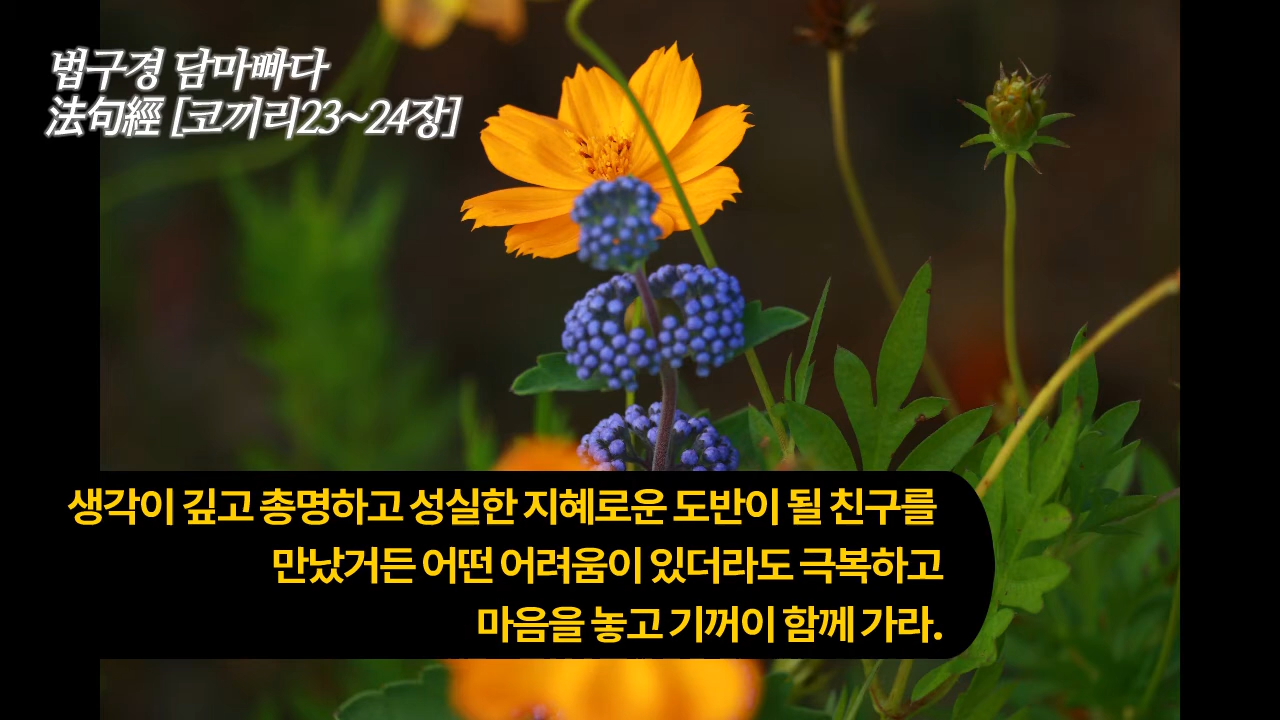 법구경 담마빠다
法句經 [코끼리23~24장]
생각이 깊고 총명하고 성실한 지혜로운 도반이 될 친구를
만났거든 어떤 어려움이 있더라도 극복하고
마음을 놓고 기꺼이 함께 가라.